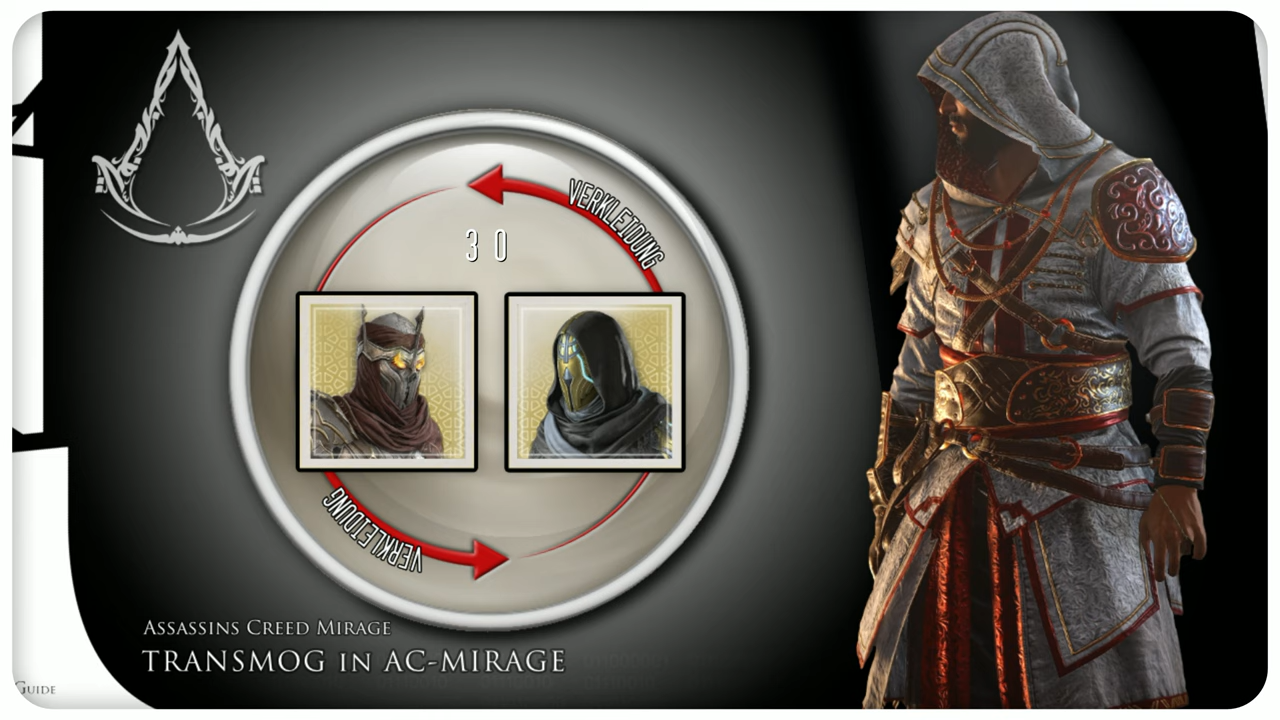 VERKLEIDUNG
3 0
VERKLEIDUNG
Assassins Creed Mirage
TRANSMOG in AC-MIRAGE
Guide